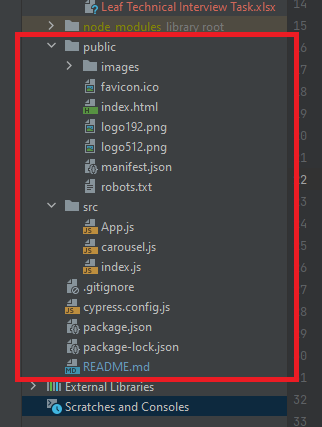 Leaf Technical Interview Task.xlsx
14
node_modules library root
15
public
images
favicon.ico
index.html
logo192.png
logo512.png
manifest.json
2
robots.txt
src
App.js
carousel.js
index.js
.gitignore
cypress.config.js
package.json
package-lock.json
README.md
External Libraries
Scratches and Consoles
32
33